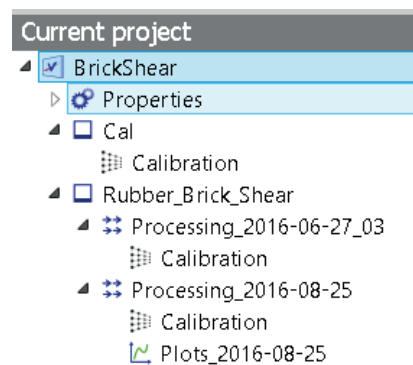 Current project
BrickShear
Properties
Cal
Calibration
Rubber_Brick_Shear
Processing_2016-06-27_03
Calibration
Processing_2016-08-25
Calibration
Plots_2016-08-25